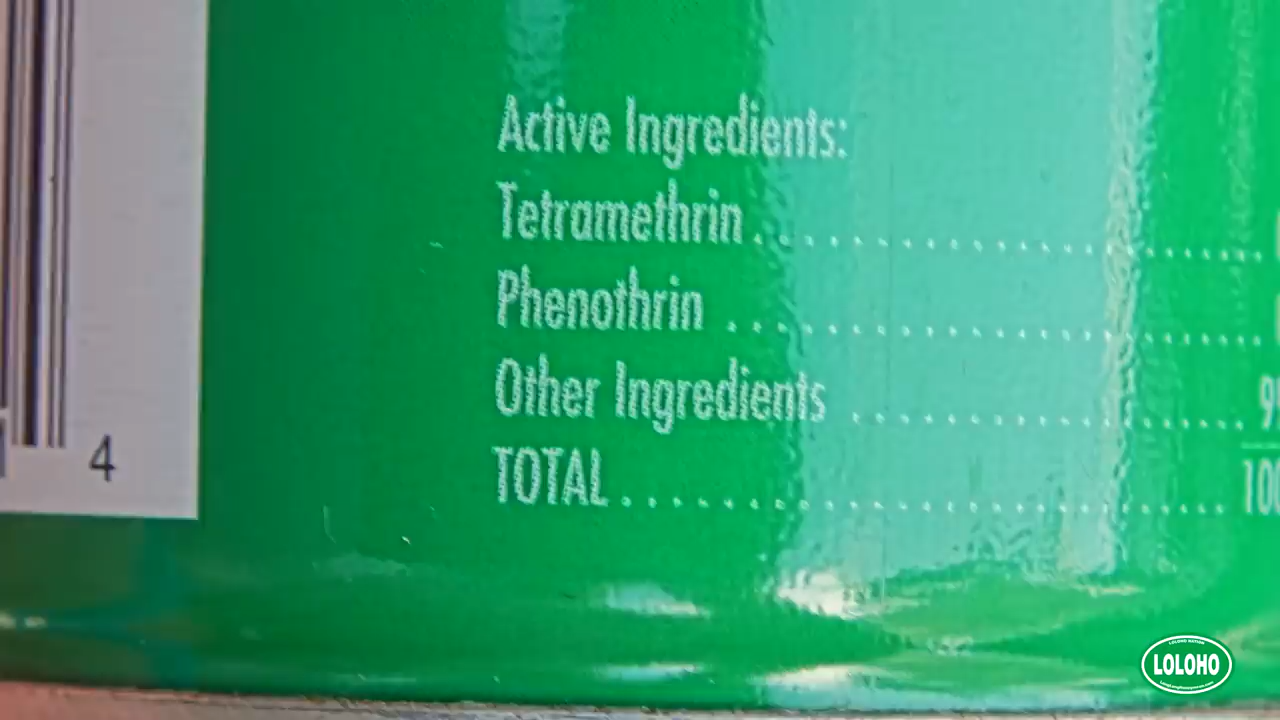 Active Ingredients:
Tetramethrin
Phenothrin
Other Ingredients
TOTAL
4
LOLOHO